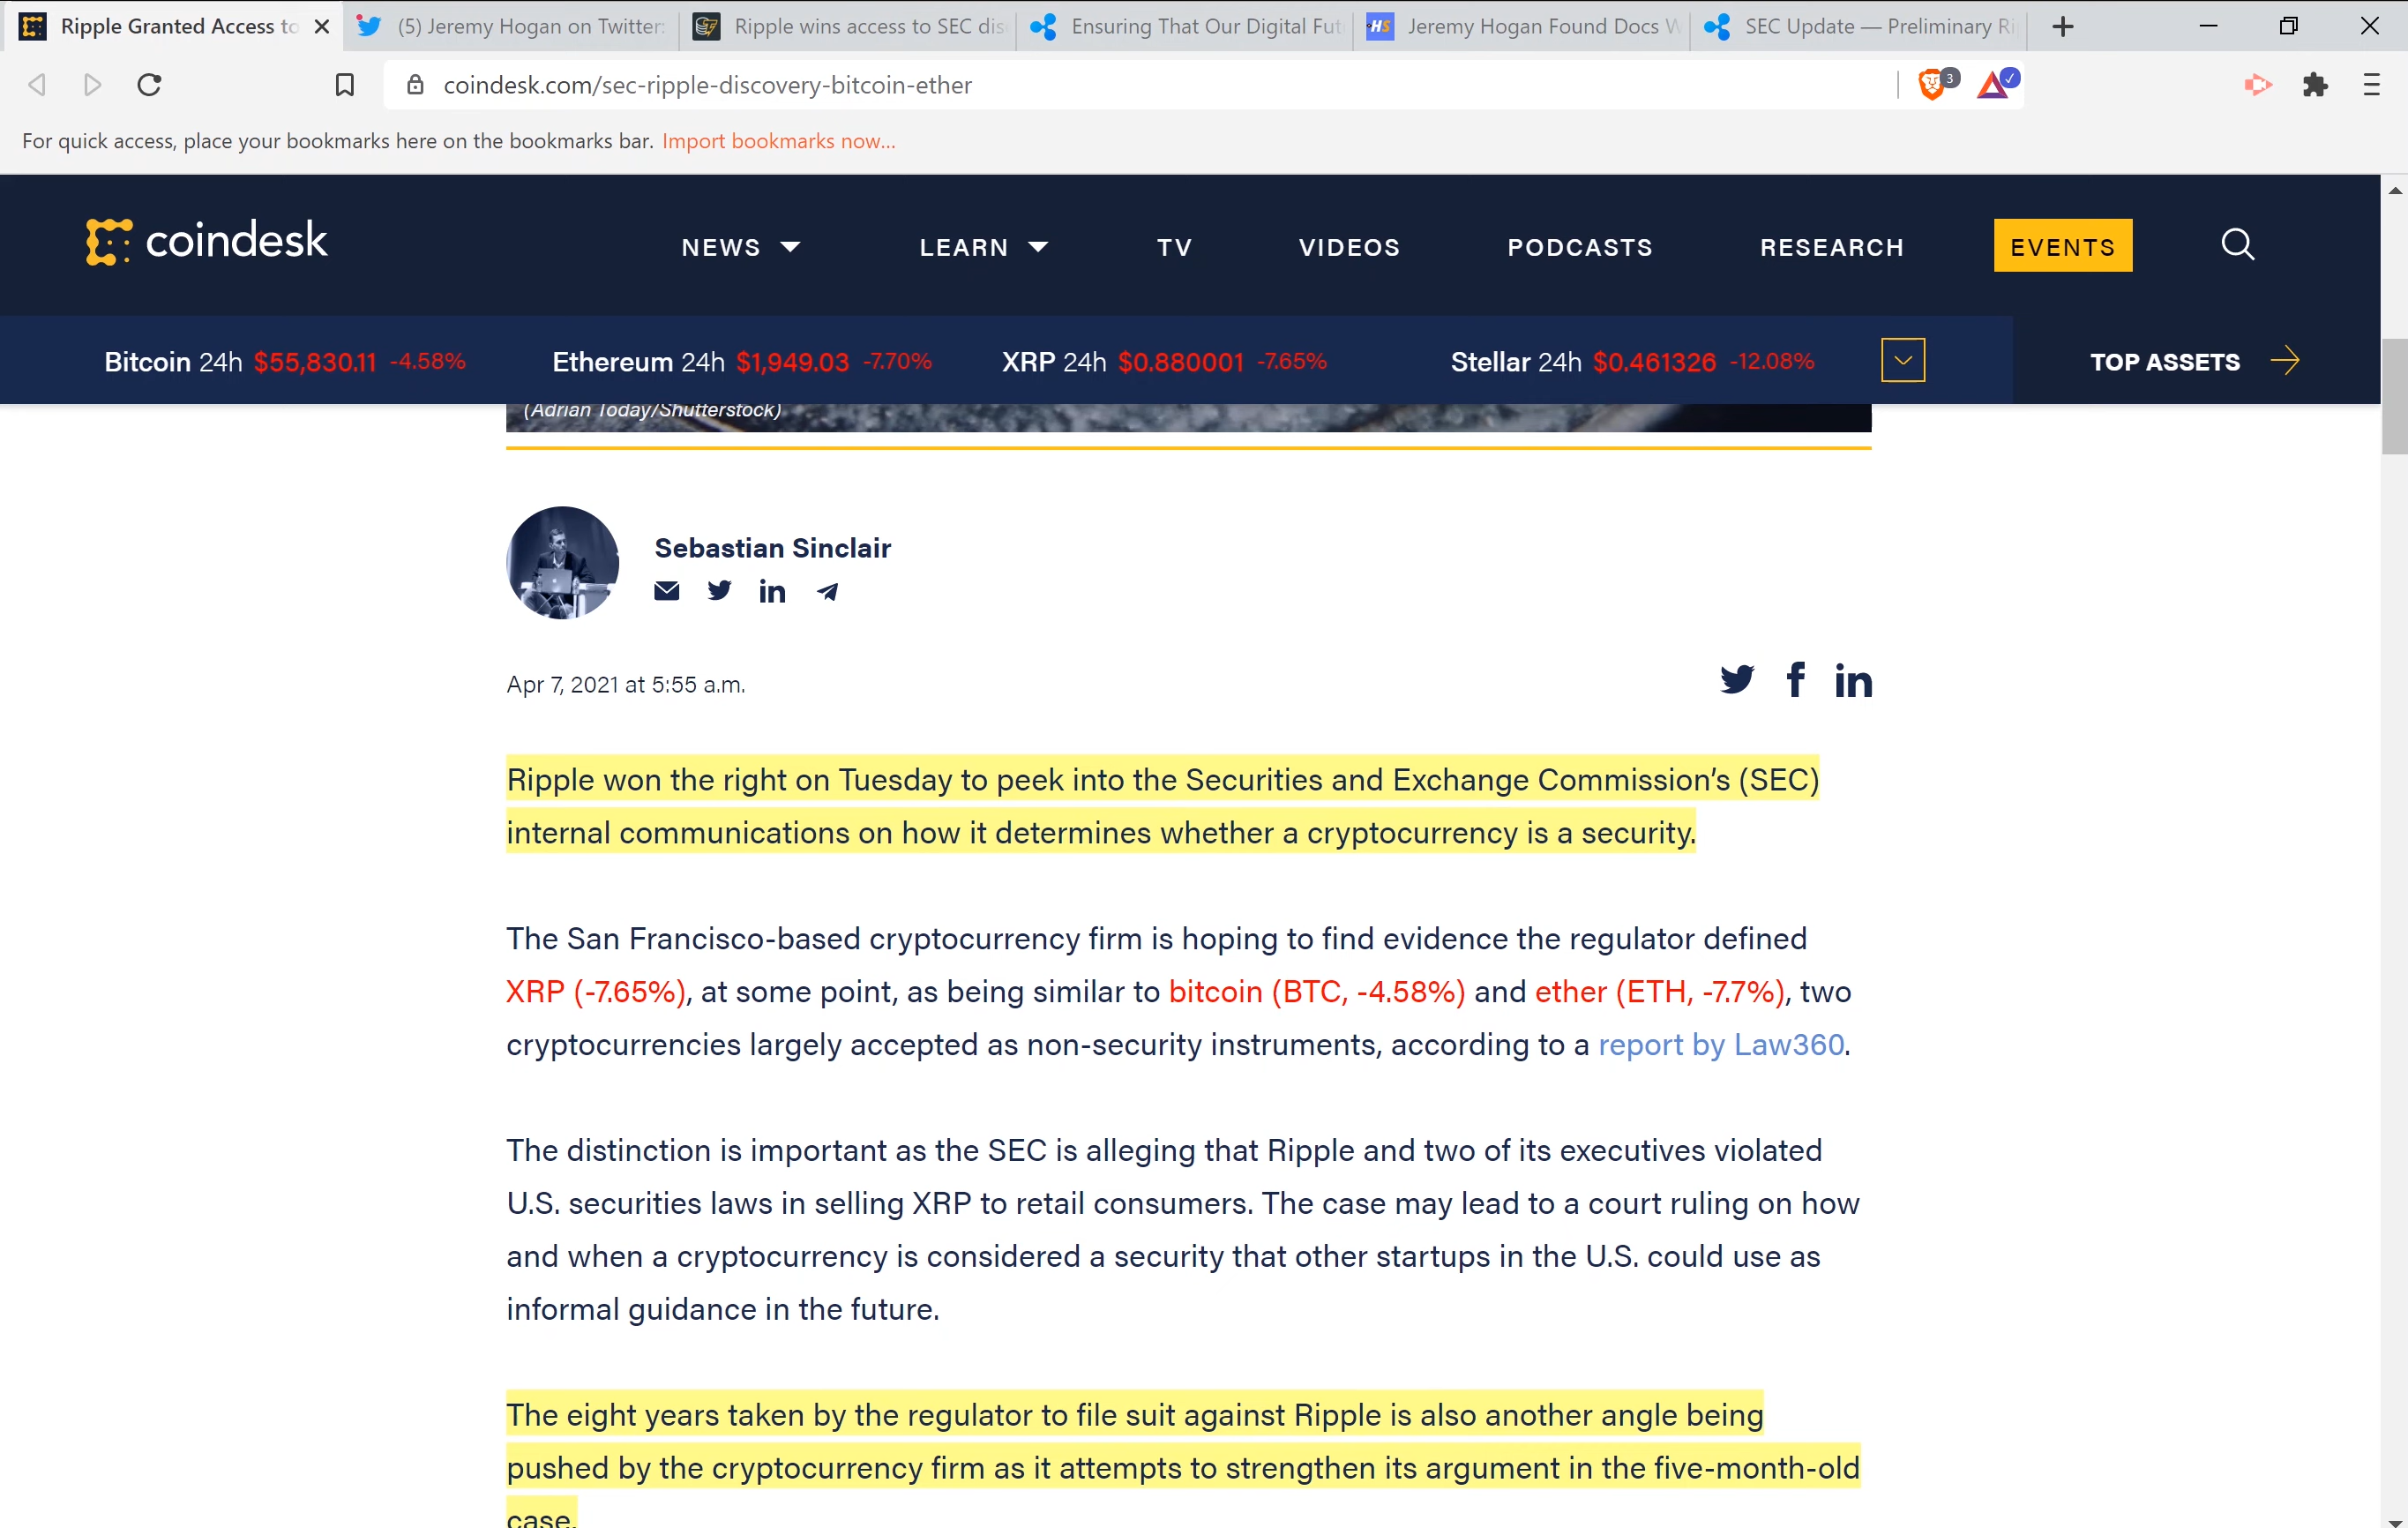 Ripple Granted Access to
(5) Jeremy Hogan on Twitter:
Ripple wins access to SEC dis
Ensuring That Our Digital Fut
Jeremy Hogan Found Docs W
SEC Update — Preliminary Ri
coindesk.com/sec-ripple-discovery-bitcoin-ether
3
For quick access, place your bookmarks here on the bookmarks bar. Import bookmarks now...
coindesk
NEWS
LEARN
TV
VIDEOS
PODCASTS
RESEARCH
EVENTS
Bitcoin 24h $55,830.11 -4.58%
Ethereum 24h $1,949.03 -7.70%
XRP 24h $0.880001 -7.65%
Stellar 24h $0.461326 -12.08%
TOP ASSETS
(Adrian Today/Shutterstock)
Sebastian Sinclair
Apr 7, 2021 at 5:55 a.m.
Ripple won the right on Tuesday to peek into the Securities and Exchange Commission’s (SEC)
internal communications on how it determines whether a cryptocurrency is a security.
The San Francisco-based cryptocurrency firm is hoping to find evidence the regulator defined
XRP (-7.65%), at some point, as being similar to bitcoin (BTC, -4.58%) and ether (ETH, -7.7%), two
cryptocurrencies largely accepted as non-security instruments, according to a report by Law360.
The distinction is important as the SEC is alleging that Ripple and two of its executives violated
U.S. securities laws in selling XRP to retail consumers. The case may lead to a court ruling on how
and when a cryptocurrency is considered a security that other startups in the U.S. could use as
informal guidance in the future.
The eight years taken by the regulator to file suit against Ripple is also another angle being
pushed by the cryptocurrency firm as it attempts to strengthen its argument in the five-month-old
case.